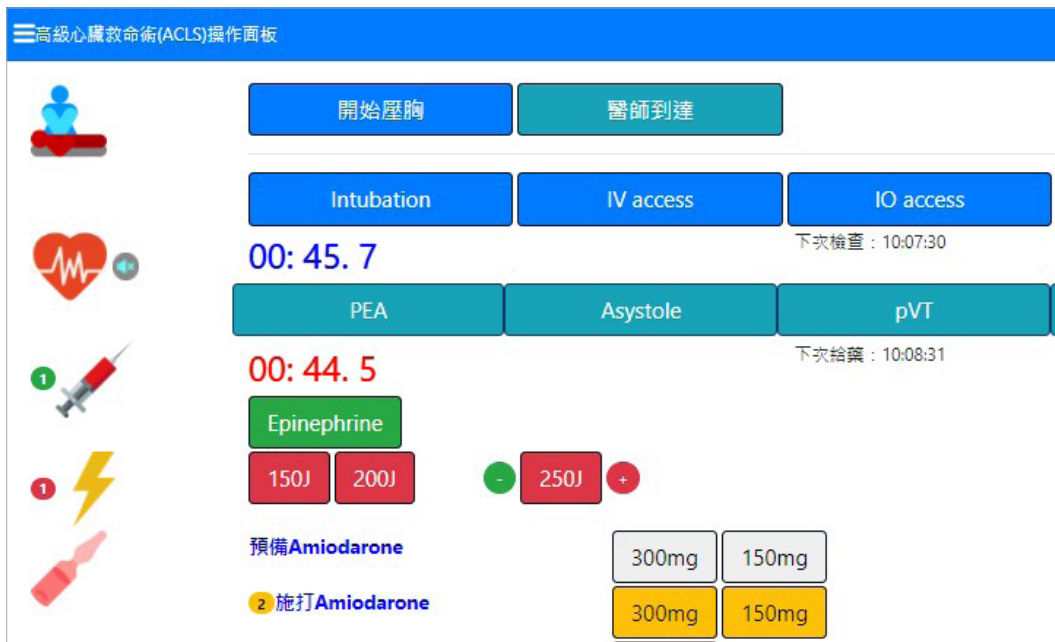 高級心臟救命術(ACLS)操作面板
開始壓胸 醫師到達
Intubation IV access IO access
00: 45. 7 下次檢查：10:07:30
PEA Asystole pVT
00: 44. 5 下次給藥：10:08:31
1
Epinephrine
1 150J 200J - 250J +
預備Amiodarone 300mg 150mg
2 施打Amiodarone 300mg 150mg